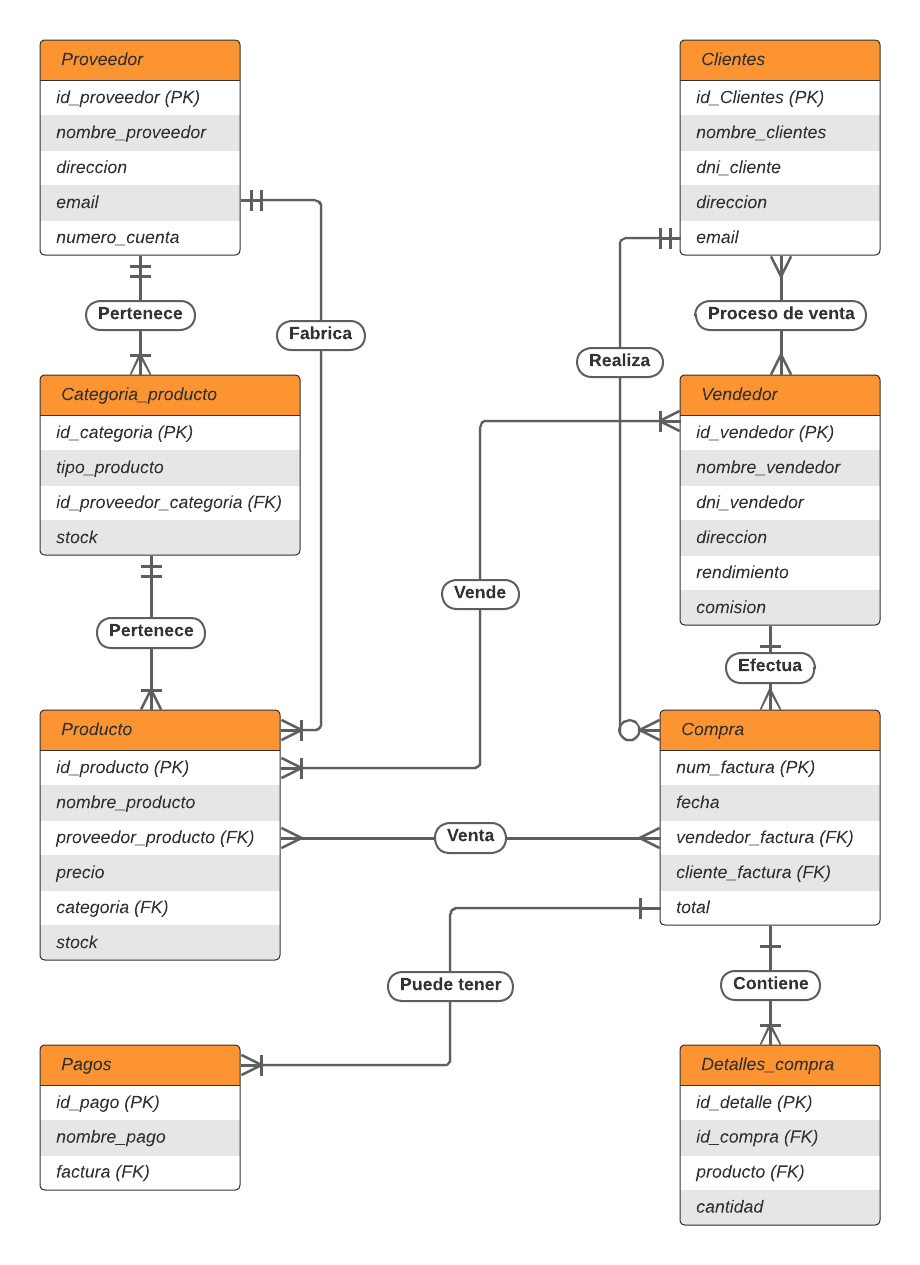 Proveedor
id_proveedor (PK)
nombre_proveedor
direccion
email
numero_cuenta
Clientes
id_Clientes (PK)
nombre_clientes
dni_cliente
direccion
email
Pertenece
Fabrica
Proceso de venta
Realiza
Categoria_producto
id_categoria (PK)
tipo_producto
id_proveedor_categoria (FK)
stock
Vendedor
id_vendedor (PK)
nombre_vendedor
dni_vendedor
direccion
rendimiento
comision
Vende
Pertenece
Efectua
Producto
id_producto (PK)
nombre_producto
proveedor_producto (FK)
precio
categoria (FK)
stock
Venta
Compra
num_factura (PK)
fecha
vendedor_factura (FK)
cliente_factura (FK)
total
Puede tener
Contiene
Pagos
id_pago (PK)
nombre_pago
factura (FK)
Detalles_compra
id_detalle (PK)
id_compra (FK)
producto (FK)
cantidad